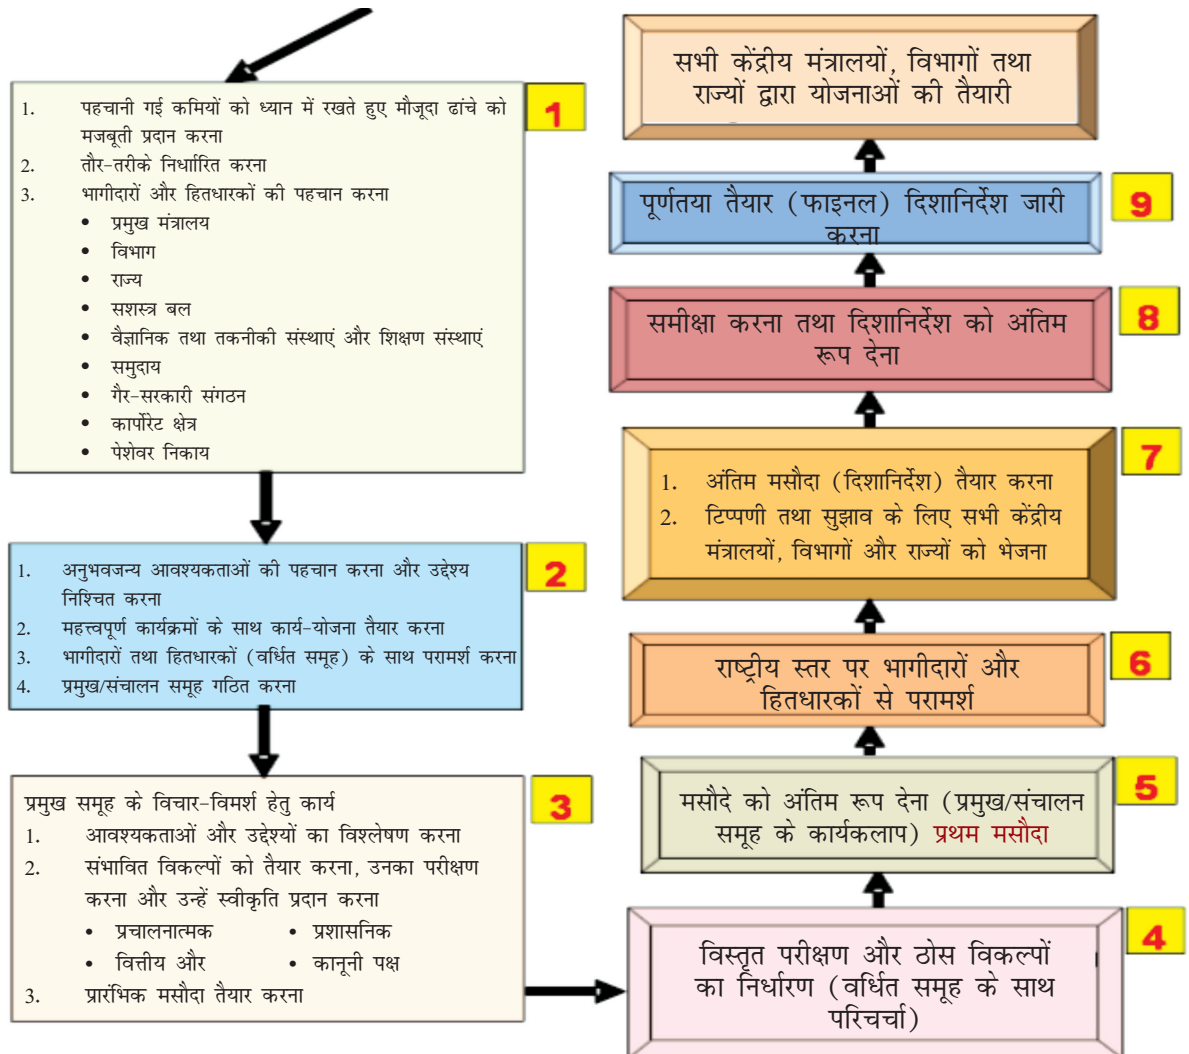 1
1. पहचानी गई कमियों को ध्यान में रखते हुए मौजूदा ढांचे को
मजबूती प्रदान करना
2. तौर-तरीके निर्धाारित करना
3. भागीदारों और हितधारकों की पहचान करना
• प्रमुख मंत्रालय
• विभाग
• राज्य
• सशस्त्र बल
• वैज्ञानिक तथा तकनीकी संस्थाएं और शिक्षण संस्थाएं
• समुदाय
• गैर-सरकारी संगठन
• कार्पोरेट क्षेत्र
• पेशेवर निकाय
2
1. अनुभवजन्य आवश्यकताओं की पहचान करना और उद्देश्य
निश्चित करना
2. महत्त्वपूर्ण कार्यक्रमों के साथ कार्य-योजना तैयार करना
3. भागीदारों तथा हितधारकों (वर्धित समूह) के साथ परामर्श करना
4. प्रमुख/संचालन समूह गठित करना
3
प्रमुख समूह के विचार-विमर्श हेतु कार्य
1. आवश्यकताओं और उद्देश्यों का विश्लेषण करना
2. संभावित विकल्पों को तैयार करना, उनका परीक्षण
करना और उन्हें स्वीकृति प्रदान करना
• प्रचालनात्मक • प्रशासनिक
• वित्तीय और • कानूनी पक्ष
3. प्रारंभिक मसौदा तैयार करना
4
विस्तृत परीक्षण और ठोस विकल्पों
का निर्धारण (वर्धित समूह के साथ
परिचर्चा)
5
मसौदे को अंतिम रूप देना (प्रमुख/संचालन
समूह के कार्यकलाप) प्रथम मसौदा
6
राष्ट्रीय स्तर पर भागीदारों और
हितधारकों से परामर्श
7
1. अंतिम मसौदा (दिशानिर्देश) तैयार करना
2. टिप्पणी तथा सुझाव के लिए सभी केंद्रीय
मंत्रालयों, विभागों और राज्यों को भेजना
8
समीक्षा करना तथा दिशानिर्देश को अंतिम
रूप देना
9
पूर्णतया तैयार (फाइनल) दिशानिर्देश जारी
करना
सभी केंद्रीय मंत्रालयों, विभागों तथा
राज्यों द्वारा योजनाओं की तैयारी